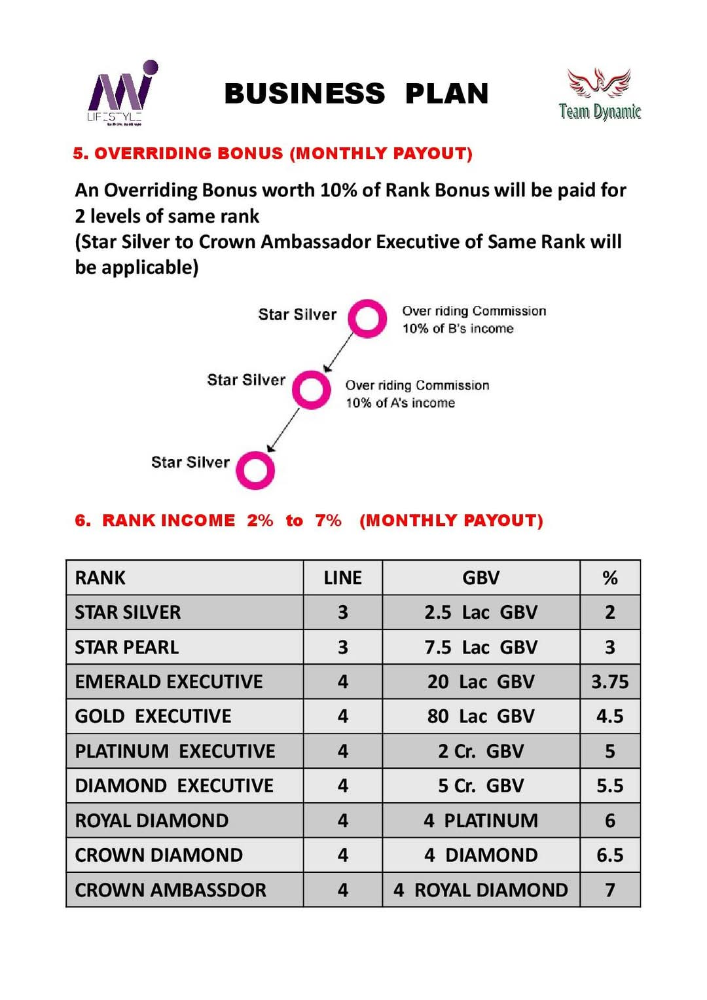 LIFESTYLE
BUSINESS PLAN
Team Dynamic
5. OVERRIDING BONUS (MONTHLY PAYOUT)
An Overriding Bonus worth 10% of Rank Bonus will be paid for
2 levels of same rank
(Star Silver to Crown Ambassador Executive of Same Rank will
be applicable)
Star Silver
Over riding Commission
10% of B's income
Star Silver
Over riding Commission
10% of A's income
Star Silver
6. RANK INCOME 2% to 7% (MONTHLY PAYOUT)
RANK LINE GBV %
STAR SILVER 3 2.5 Lac GBV 2
STAR PEARL 3 7.5 Lac GBV 3
EMERALD EXECUTIVE 4 20 Lac GBV 3.75
GOLD EXECUTIVE 4 80 Lac GBV 4.5
PLATINUM EXECUTIVE 4 2 Cr. GBV 5
DIAMOND EXECUTIVE 4 5 Cr. GBV 5.5
ROYAL DIAMOND 4 4 PLATINUM 6
CROWN DIAMOND 4 4 DIAMOND 6.5
CROWN AMBASSDOR 4 4 ROYAL DIAMOND 7